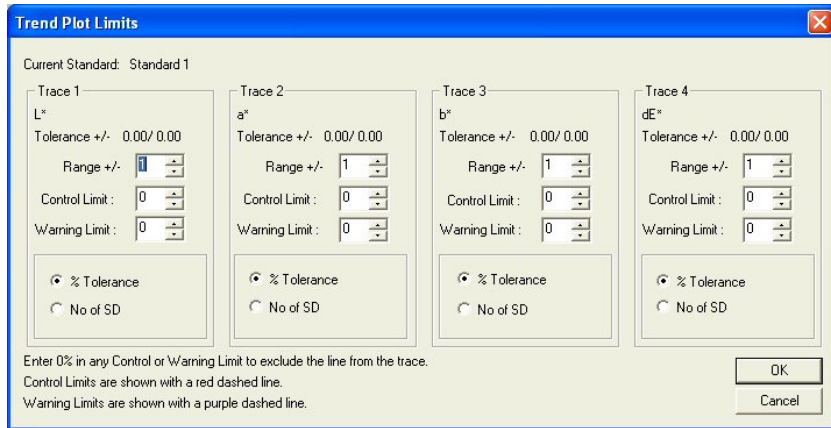 Trend Plot Limits
Current Standard: Standard 1
Trace 1
L*
Tolerance +/- 0.00/ 0.00
Range +/- 1
Control Limit : 0
Warning Limit : 0
% Tolerance
No of SD
Trace 2
a*
Tolerance +/- 0.00/ 0.00
Range +/- 1
Control Limit : 0
Warning Limit : 0
% Tolerance
No of SD
Trace 3
b*
Tolerance +/- 0.00/ 0.00
Range +/- 1
Control Limit : 0
Warning Limit : 0
% Tolerance
No of SD
Trace 4
dE*
Tolerance +/- 0.00/ 0.00
Range +/- 1
Control Limit : 0
Warning Limit : 0
% Tolerance
No of SD
Enter 0% in any Control or Warning Limit to exclude the line from the trace.
Control Limits are shown with a red dashed line.
Warning Limits are shown with a purple dashed line.
OK
Cancel